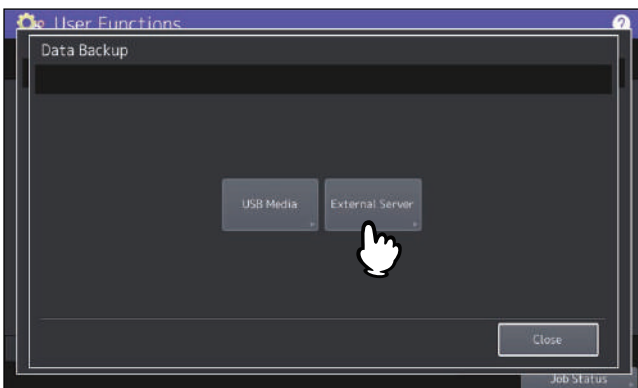 User Functions
?
Data Backup
USB Media
External Server
Close
Job Status